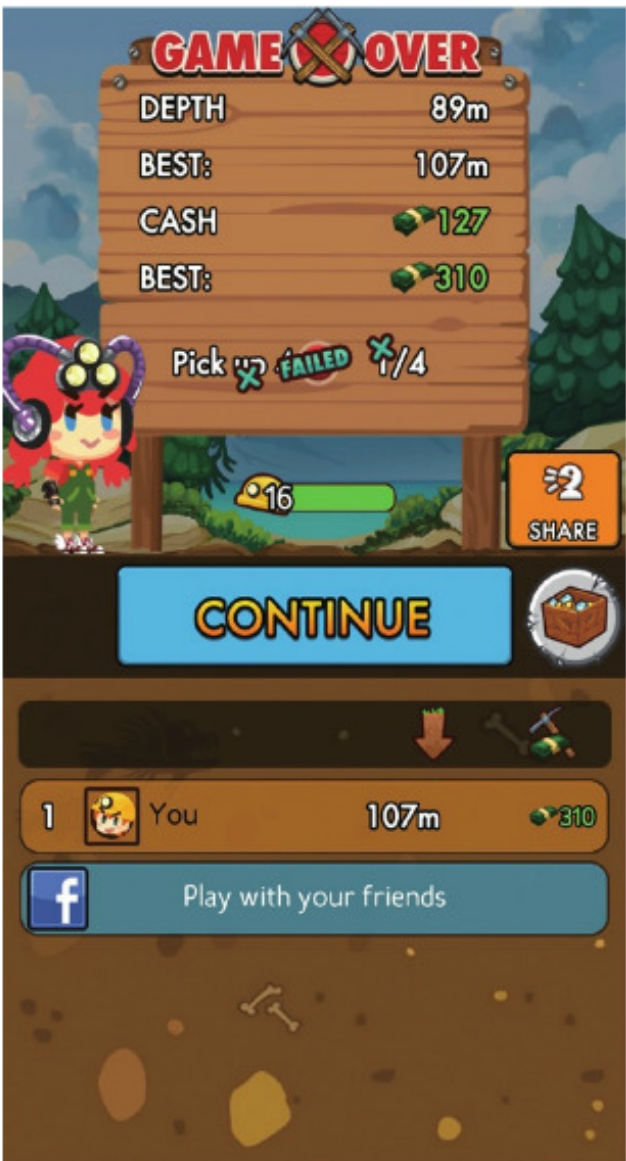 GAME OVER
DEPTH 89m
BEST: 107m
CASH 127
BEST: 310
Pick up FAILED 1/4
16
SHARE
CONTINUE
1 You 107m 310
f Play with your friends